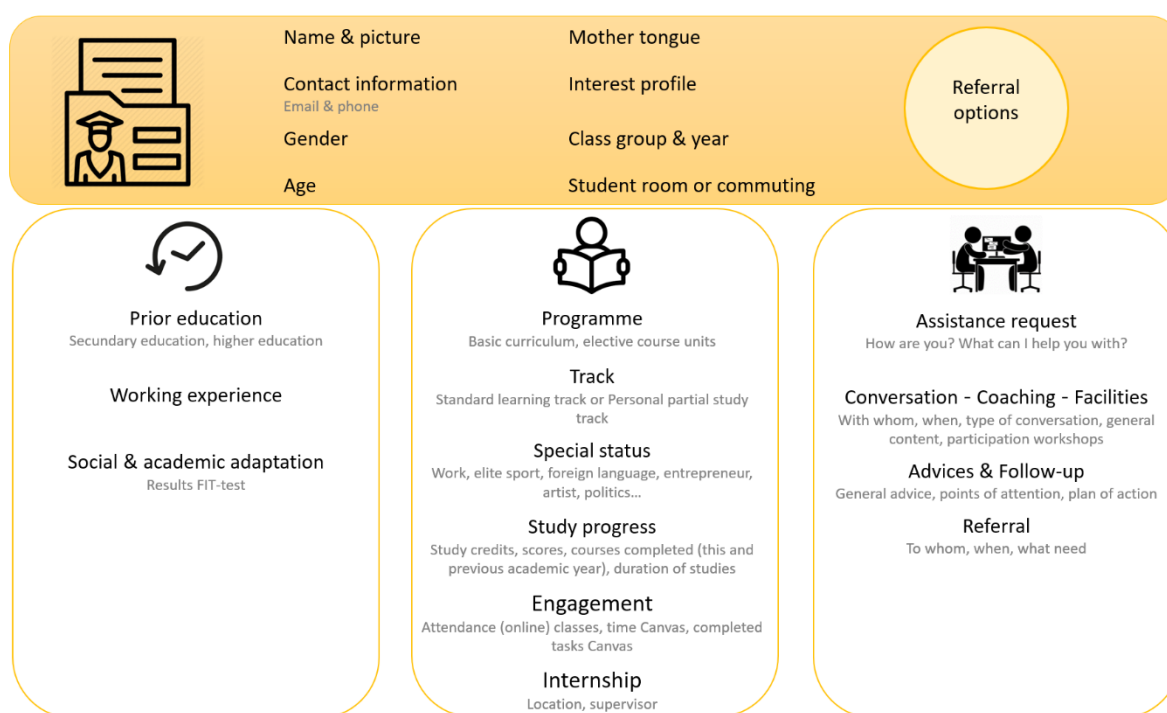 Name & picture
Contact information
Email & phone
Gender
Age
Mother tongue
Interest profile
Class group & year
Student room or commuting
Referral
options
Prior education
Secundary education, higher education
Working experience
Social & academic adaptation
Results FIT-test
Programme
Basic curriculum, elective course units
Track
Standard learning track or Personal partial study
track
Special status
Work, elite sport, foreign language, entrepreneur,
artist, politics...
Study progress
Study credits, scores, courses completed (this and
previous academic year), duration of studies
Engagement
Attendance (online) classes, time Canvas, completed
tasks Canvas
Internship
Location, supervisor
Assistance request
How are you? What can I help you with?
Conversation - Coaching - Facilities
With whom, when, type of conversation, general
content, participation workshops
Advices & Follow-up
General advice, points of attention, plan of action
Referral
To whom, when, what need